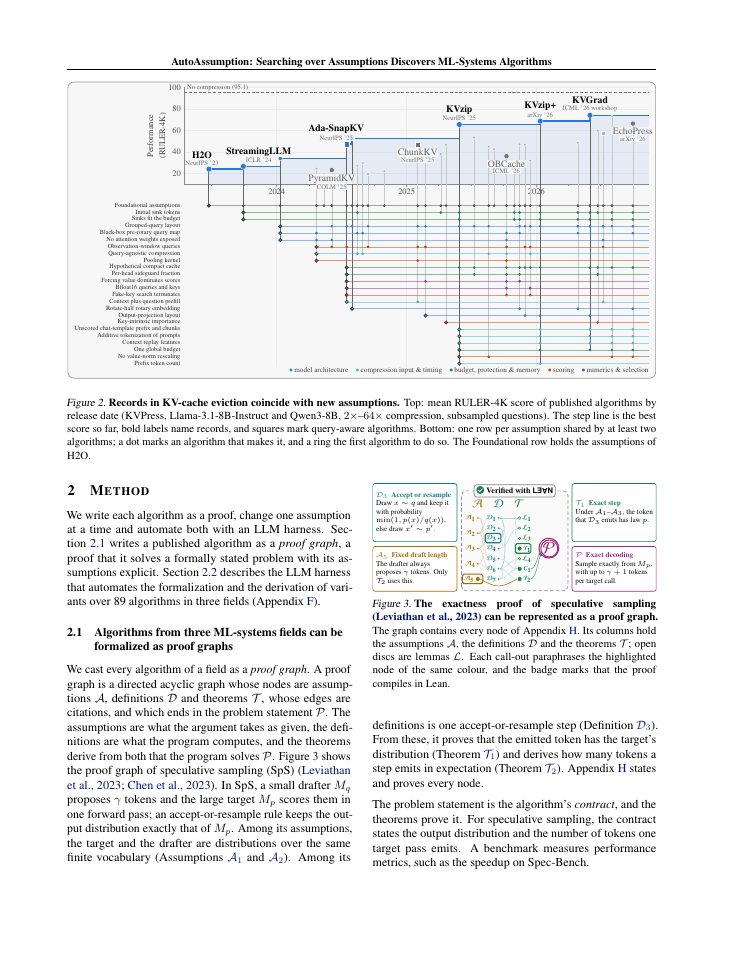 AutoAssumption: Searching over Assumptions Discovers ML-Systems Algorithms
100
80
60
40
20
Performance
(RULER-4K)
No compression (95.1)
H2O
NeurIPS '23
StreamingLLM
ICLR '24
Ada-SnapKV
NeurIPS '25
PyramidKV
COLM '25
ChunkKV
NeurIPS '25
KVzip
NeurIPS '25
OBCache
ICML '26
KVzip+
arXiv '26
KVGrad
ICML '26 workshop
EchoPress
arXiv '26
2024
2025
2026
Foundational assumptions
Initial sink tokens
Sinks fit the budget
Grouped-query layout
Black-box pre-rotary query map
No attention weights exposed
Observation-window queries
Query-agnostic compression
Pooling kernel
Hypothetical compact cache
Per-head safeguard fraction
Forcing value dominates scores
Bfloat16 queries and keys
Fake-key search terminates
Context plus question prefill
Rotate-half rotary embedding
Output-projection layout
Key-intrinsic importance
Unscored chat-template prefix and chunks
Additive tokenization of prompts
Context replay features
One global budget
No value-norm rescaling
Prefix token count
model architecture
compression input & timing
budget, protection & memory
scoring
numerics & selection
Figure 2. Records in KV-cache eviction coincide with new assumptions. Top: mean RULER-4K score of published algorithms by
release date (KVPress, Llama-3.1-8B-Instruct and Qwen3-8B, 2×–64× compression, subsampled questions). The step line is the best
score so far, bold labels name records, and squares mark query-aware algorithms. Bottom: one row per assumption shared by at least two
algorithms; a dot marks an algorithm that makes it, and a ring the first algorithm to do so. The Foundational row holds the assumptions of
H2O.
2 METHOD
We write each algorithm as a proof, change one assumption
at a time and automate both with an LLM harness. Sec-
tion 2.1 writes a published algorithm as a proof graph, a
proof that it solves a formally stated problem with its as-
sumptions explicit. Section 2.2 describes the LLM harness
that automates the formalization and the derivation of vari-
ants over 89 algorithms in three fields (Appendix F).
2.1 Algorithms from three ML-systems fields can be
formalized as proof graphs
We cast every algorithm of a field as a proof graph. A proof
graph is a directed acyclic graph whose nodes are assump-
tions 𝒜, definitions 𝒟 and theorems 𝒯, whose edges are
citations, and which ends in the problem statement 𝒫. The
assumptions are what the argument takes as given, the defi-
nitions are what the program computes, and the theorems
derive from both that the program solves 𝒫. Figure 3 shows
the proof graph of speculative sampling (SpS) (Leviathan
et al., 2023; Chen et al., 2023). In SpS, a small drafter M_q
proposes γ tokens and the large target M_p scores them in
one forward pass; an accept-or-resample rule keeps the out-
put distribution exactly that of M_p. Among its assumptions,
the target and the drafter are distributions over the same
finite vocabulary (Assumptions 𝒜₁ and 𝒜₂). Among its
𝒟₃ Accept or resample
Draw x ∼ q and keep it
with probability
min(1, p(x)/q(x)),
else draw x′ ∼ p′.
𝒜₅ Fixed draft length
The drafter always
proposes γ tokens. Only
𝒯₂ uses this.
Verified with L∃∀N
𝒜 𝒟 𝒯
𝒫
𝒯₁ Exact step
Under 𝒜₁–𝒜₃, the token
that 𝒟₃ emits has law p.
𝒫 Exact decoding
Sample exactly from M_p,
with up to γ + 1 tokens
per target call.
Figure 3. The exactness proof of speculative sampling
(Leviathan et al., 2023) can be represented as a proof graph.
The graph contains every node of Appendix H. Its columns hold
the assumptions 𝒜, the definitions 𝒟 and the theorems 𝒯; open
discs are lemmas ℒ. Each call-out paraphrases the highlighted
node of the same colour, and the badge marks that the proof
compiles in Lean.
definitions is one accept-or-resample step (Definition 𝒟₃).
From these, it proves that the emitted token has the target's
distribution (Theorem 𝒯₁) and derives how many tokens a
step emits in expectation (Theorem 𝒯₂). Appendix H states
and proves every node.
The problem statement is the algorithm's contract, and the
theorems prove it. For speculative sampling, the contract
states the output distribution and the number of tokens one
target pass emits. A benchmark measures performance
metrics, such as the speedup on Spec-Bench.